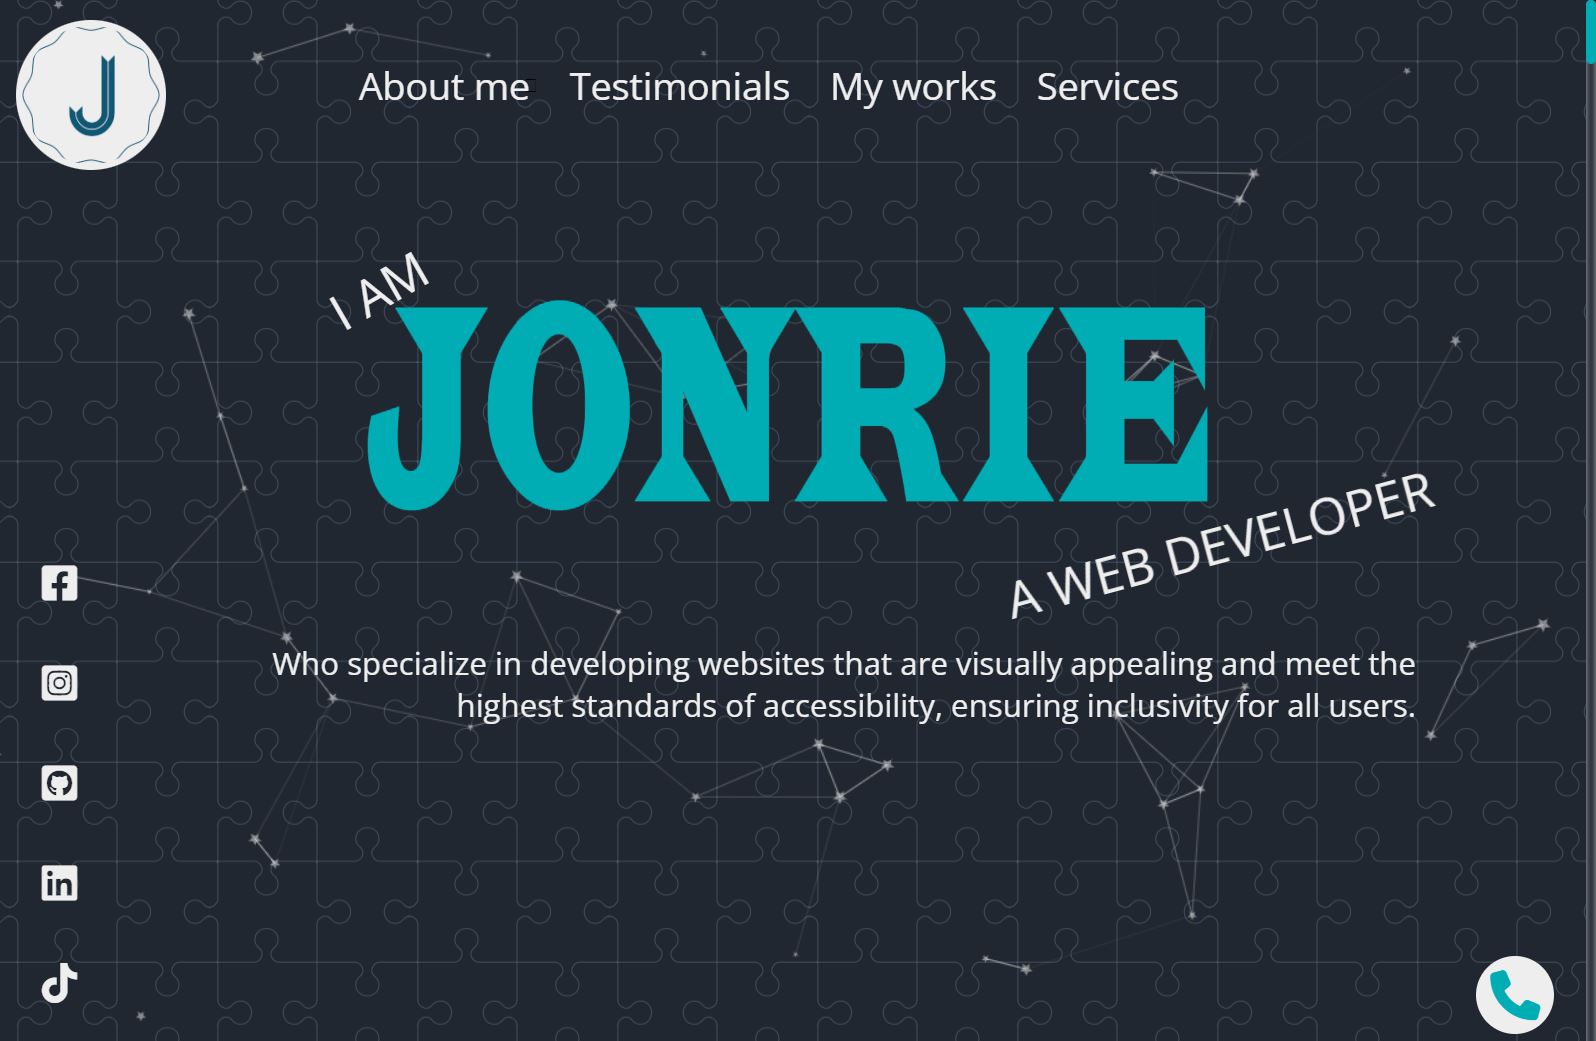 J
About me
Testimonials
My works
Services
I AM
JONRIE
A WEB DEVELOPER
Who specialize in developing websites that are visually appealing and meet the
highest standards of accessibility, ensuring inclusivity for all users.
in